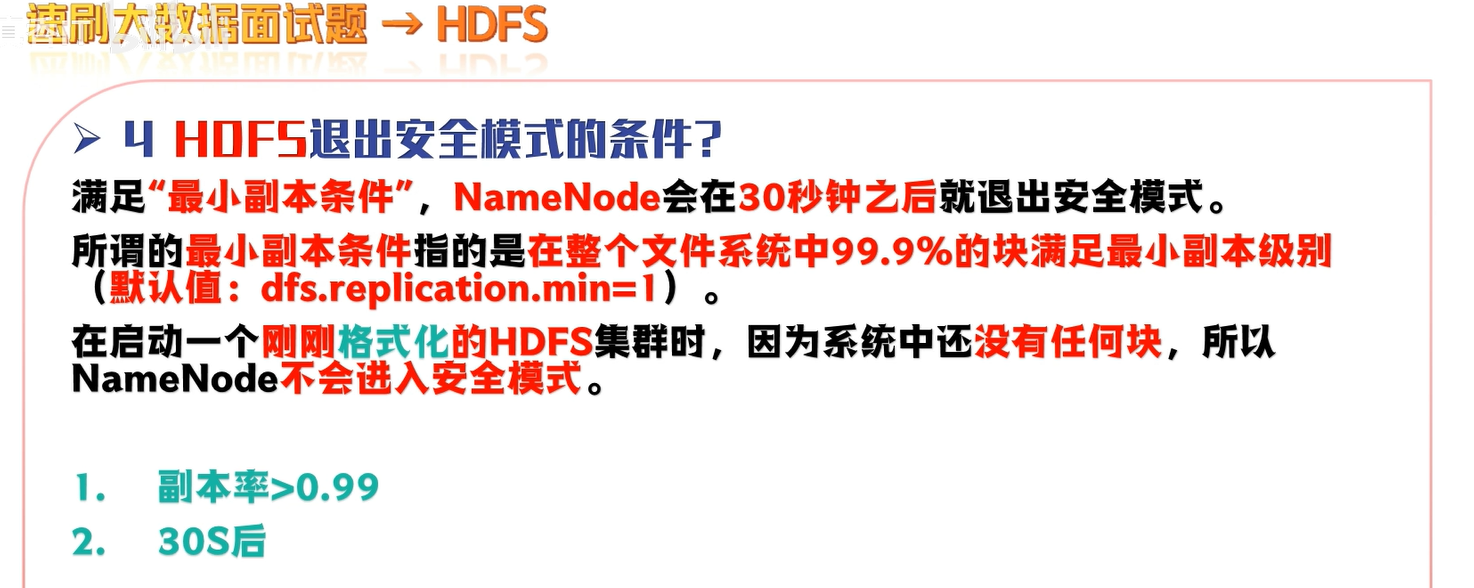 速刷大数据面试题 → HDFS
➢ 4 HDFS退出安全模式的条件？
满足“最小副本条件”，NameNode会在30秒钟之后就退出安全模式。
所谓的最小副本条件指的是在整个文件系统中99.9%的块满足最小副本级别
（默认值：dfs.replication.min=1）。
在启动一个刚刚格式化的HDFS集群时，因为系统中还没有任何块，所以
NameNode不会进入安全模式。
1. 副本率>0.99
2. 30S后